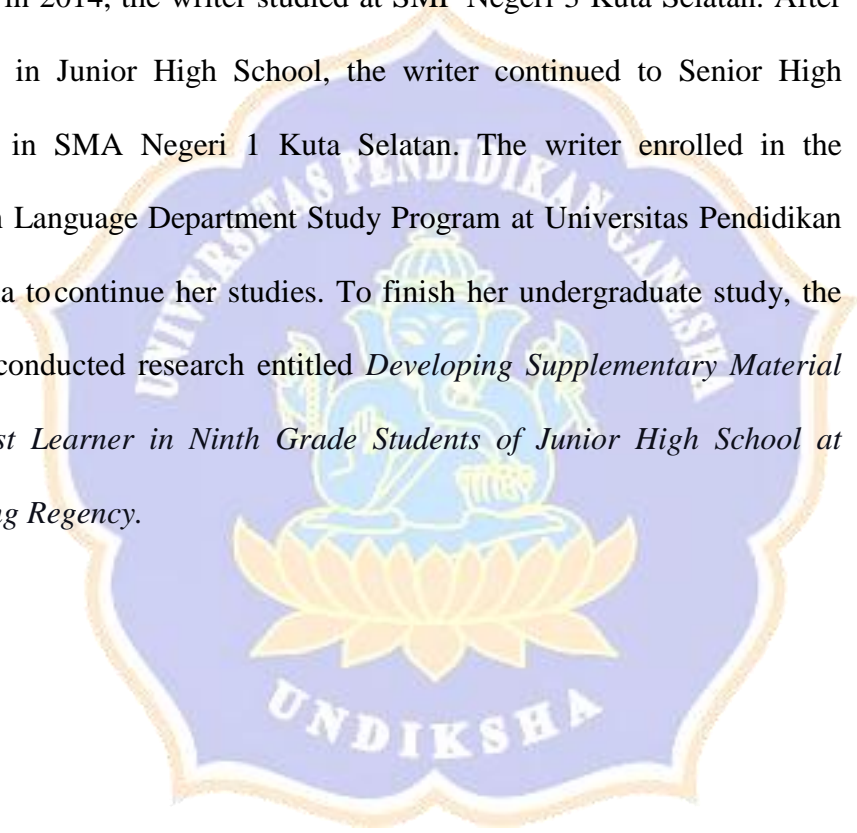 in 2014, the writer studied at SMP Negeri 3 Kuta Selatan. After
in Junior High School, the writer continued to Senior High
in SMA Negeri 1 Kuta Selatan. The writer enrolled in the
Language Department Study Program at Universitas Pendidikan
to continue her studies. To finish her undergraduate study, the
conducted research entitled Developing Supplementary Material
Learner in Ninth Grade Students of Junior High School at
Regency.
UNIVERSITAS PENDIDIKAN GANESHA
UNDIKSHA